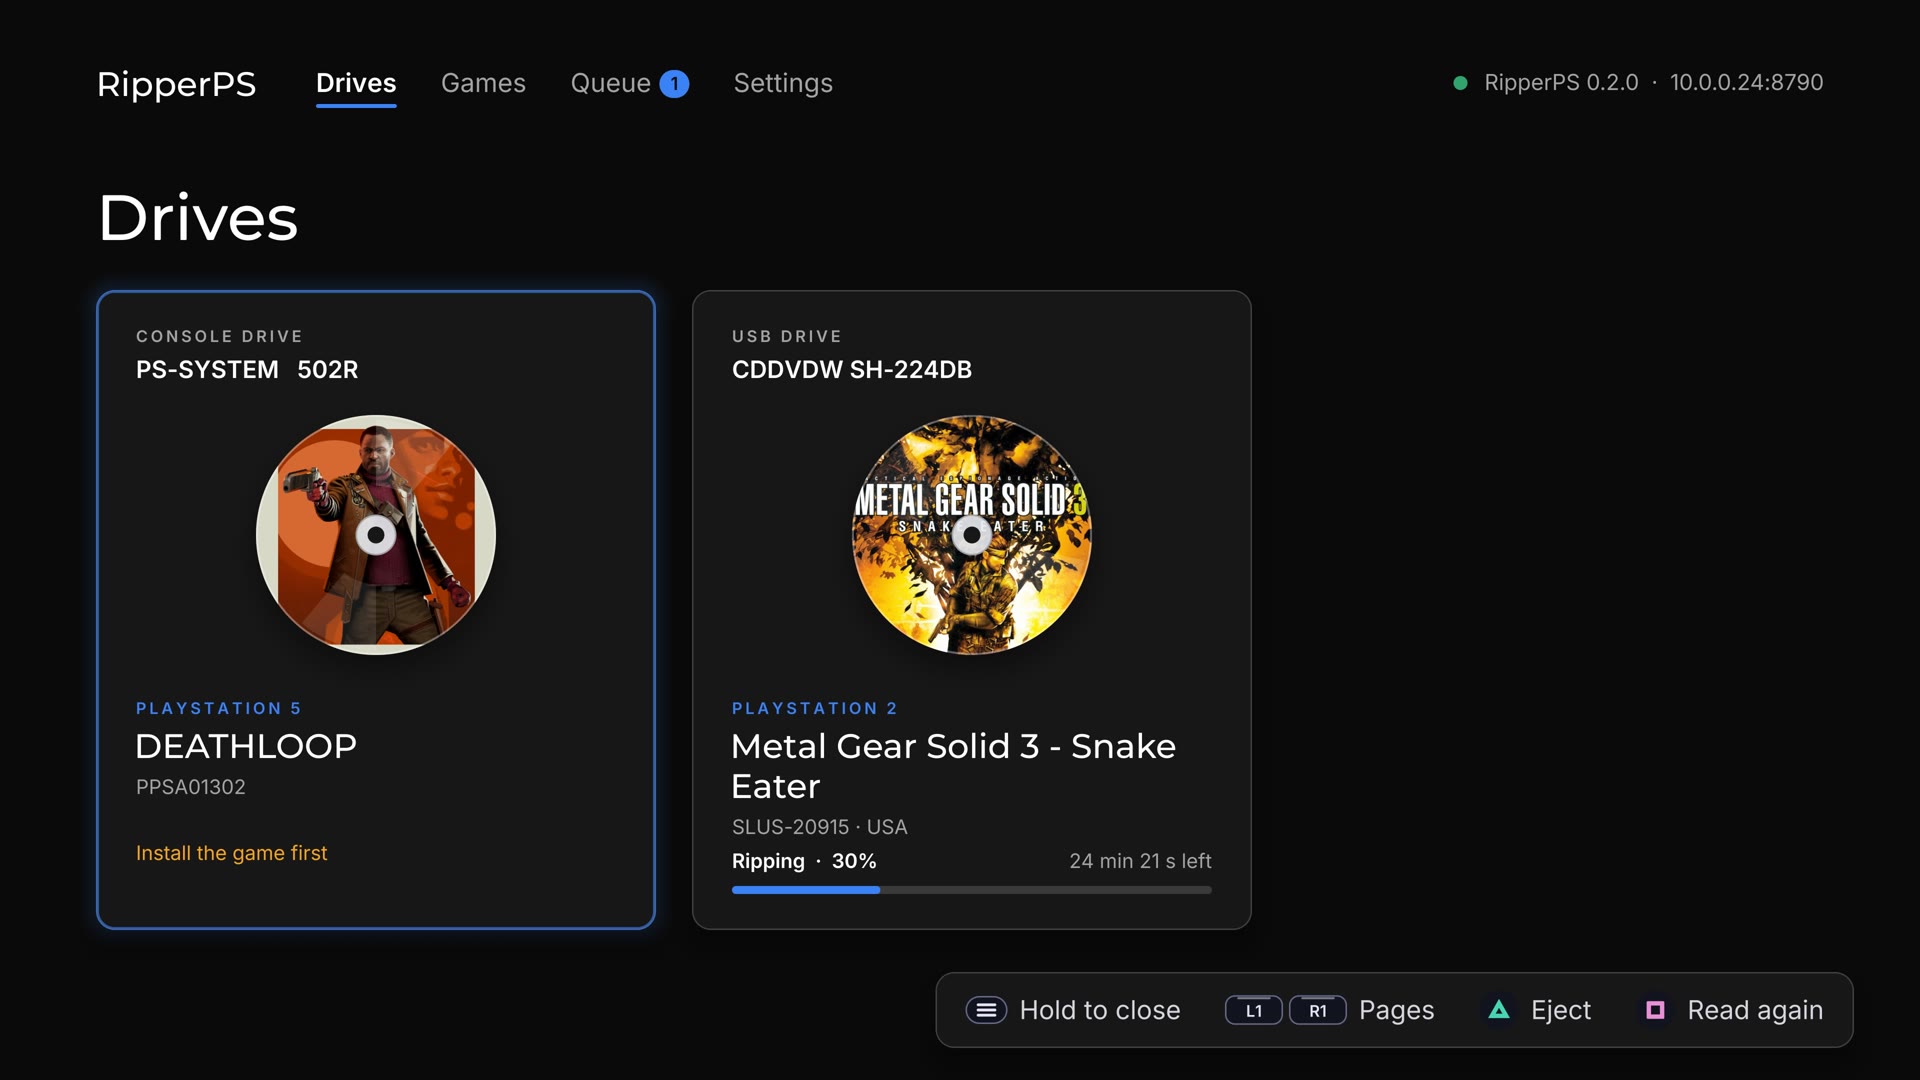 RipperPS
Drives
Games
Queue 1
Settings
RipperPS 0.2.0 · 10.0.0.24:8790
Drives
CONSOLE DRIVE
PS-SYSTEM 502R
PLAYSTATION 5
DEATHLOOP
PPSA01302
Install the game first
USB DRIVE
CDDVDW SH-224DB
METAL GEAR SOLID 3
PLAYSTATION 2
Metal Gear Solid 3 - Snake
Eater
SLUS-20915 · USA
Ripping · 30%
24 min 21 s left
Hold to close
L1 R1 Pages
Eject
Read again